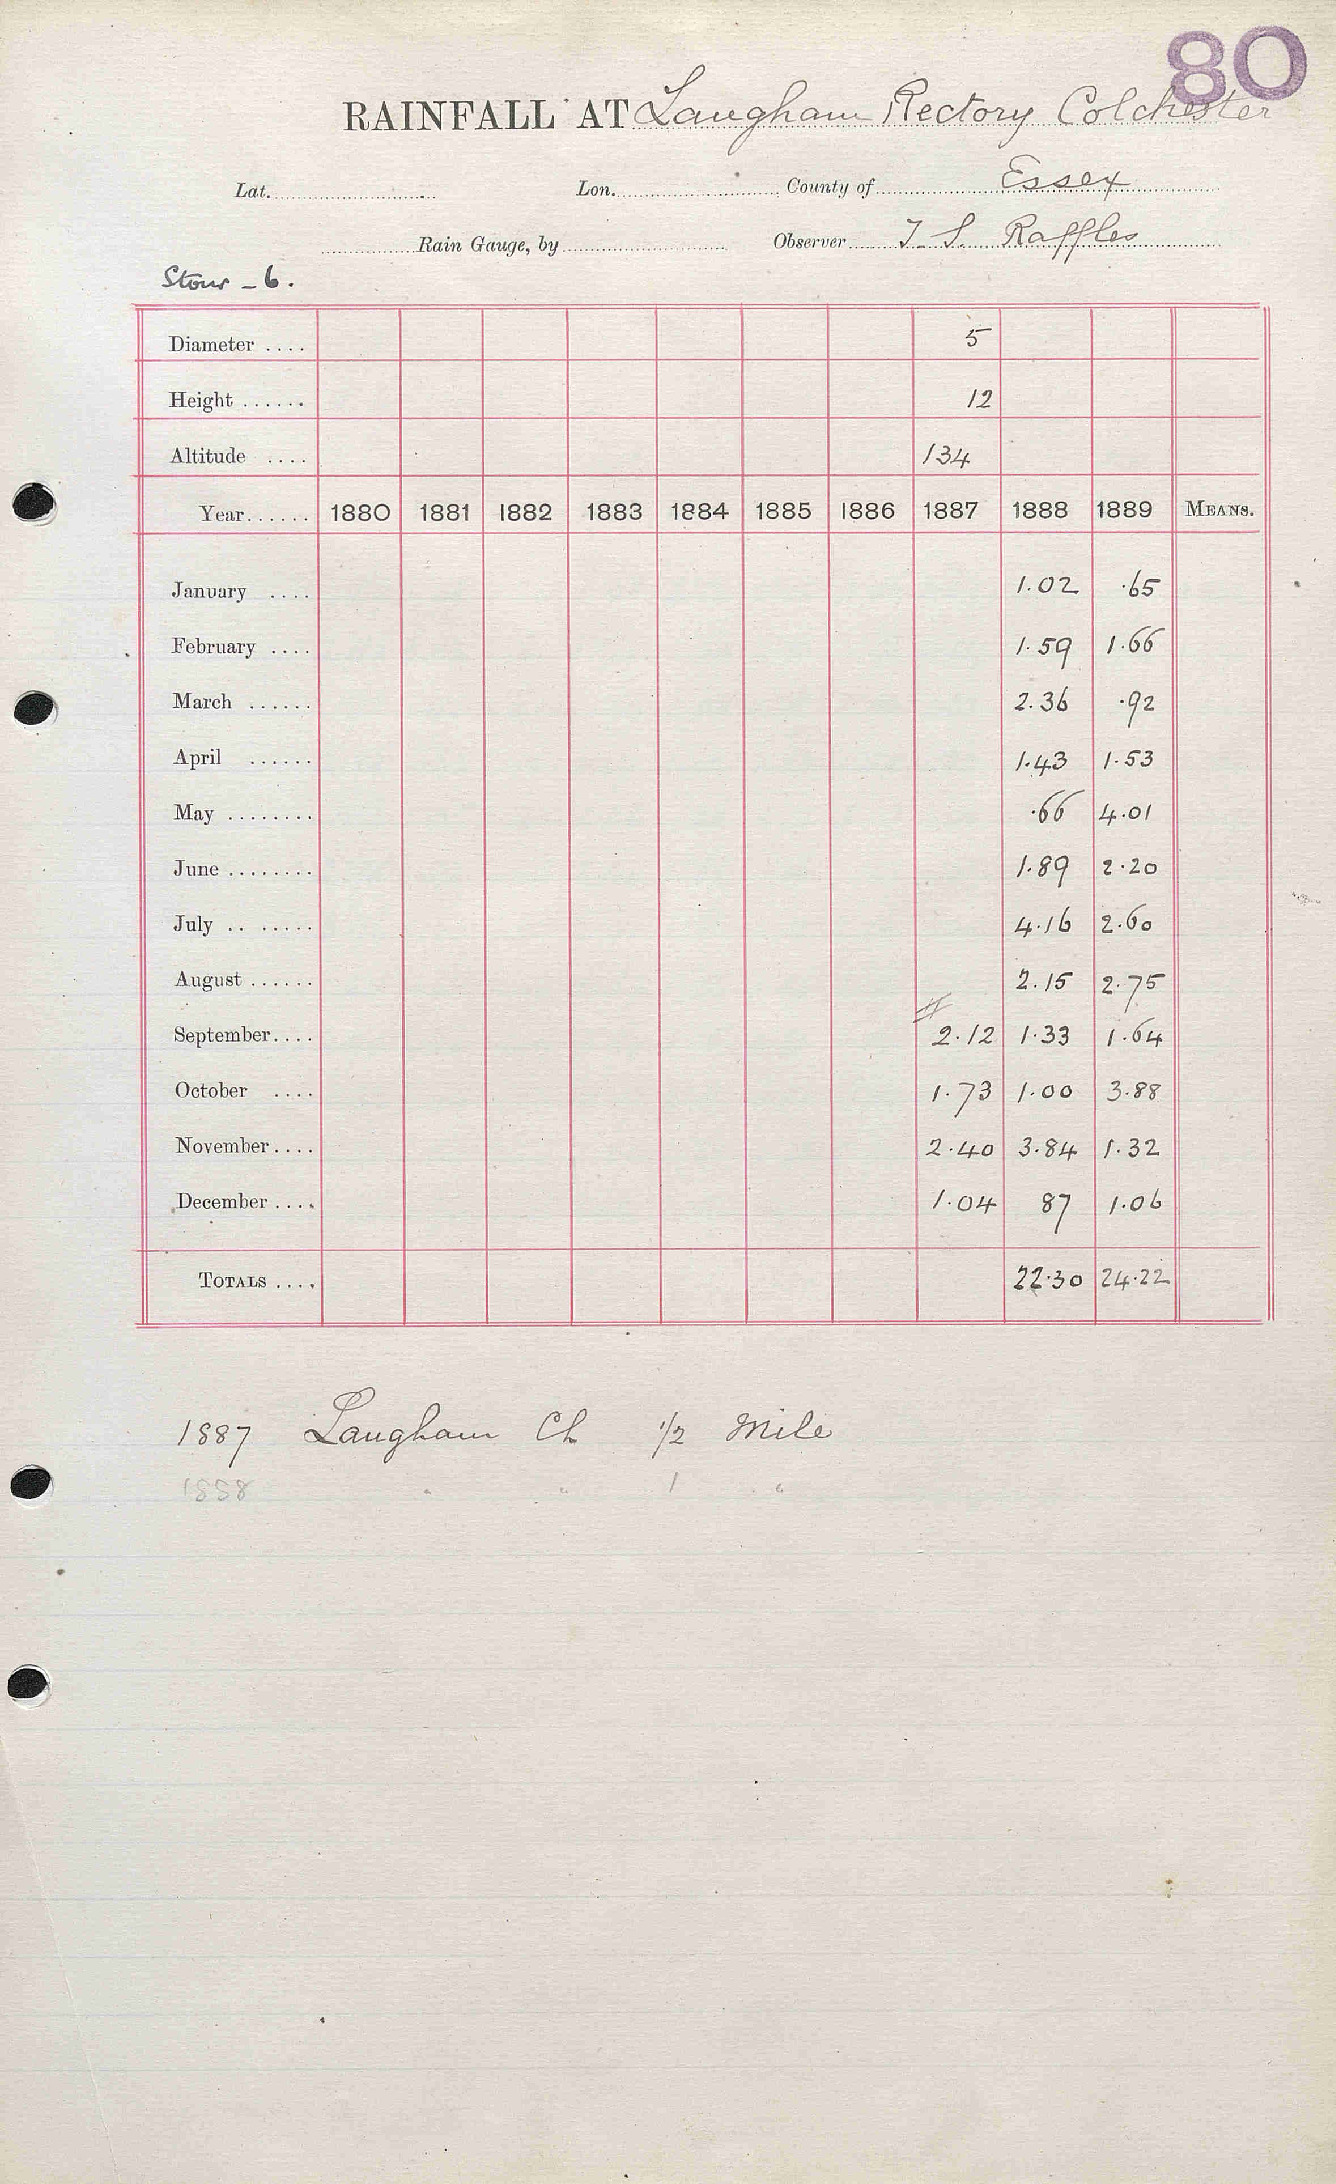 80
RAINFALL AT Langham Rectory Colchester
Lat. Lon. County of Essex
Rain Gauge, by Observer T. S. Raffles
Stour - 6.
Diameter .... 5
Height ...... 12
Altitude .... 134
Year...... 1880 1881 1882 1883 1884 1885 1886 1887 1888 1889 MEANS.
January .... 1.02 .65
February .... 1.59 1.66
March ...... 2.36 .92
April ...... 1.43 1.53
May ........ .66 4.01
June ........ 1.89 2.20
July .. ..... 4.16 2.60
August ...... 2.15 2.75
September.... 2.12 1.33 1.64
October .... 1.73 1.00 3.88
November.... 2.40 3.84 1.32
December .... 1.04 87 1.06
TOTALS .... 22.30 24.22
1887 Langham Ch 1/2 Mile
1888 " " 1 "